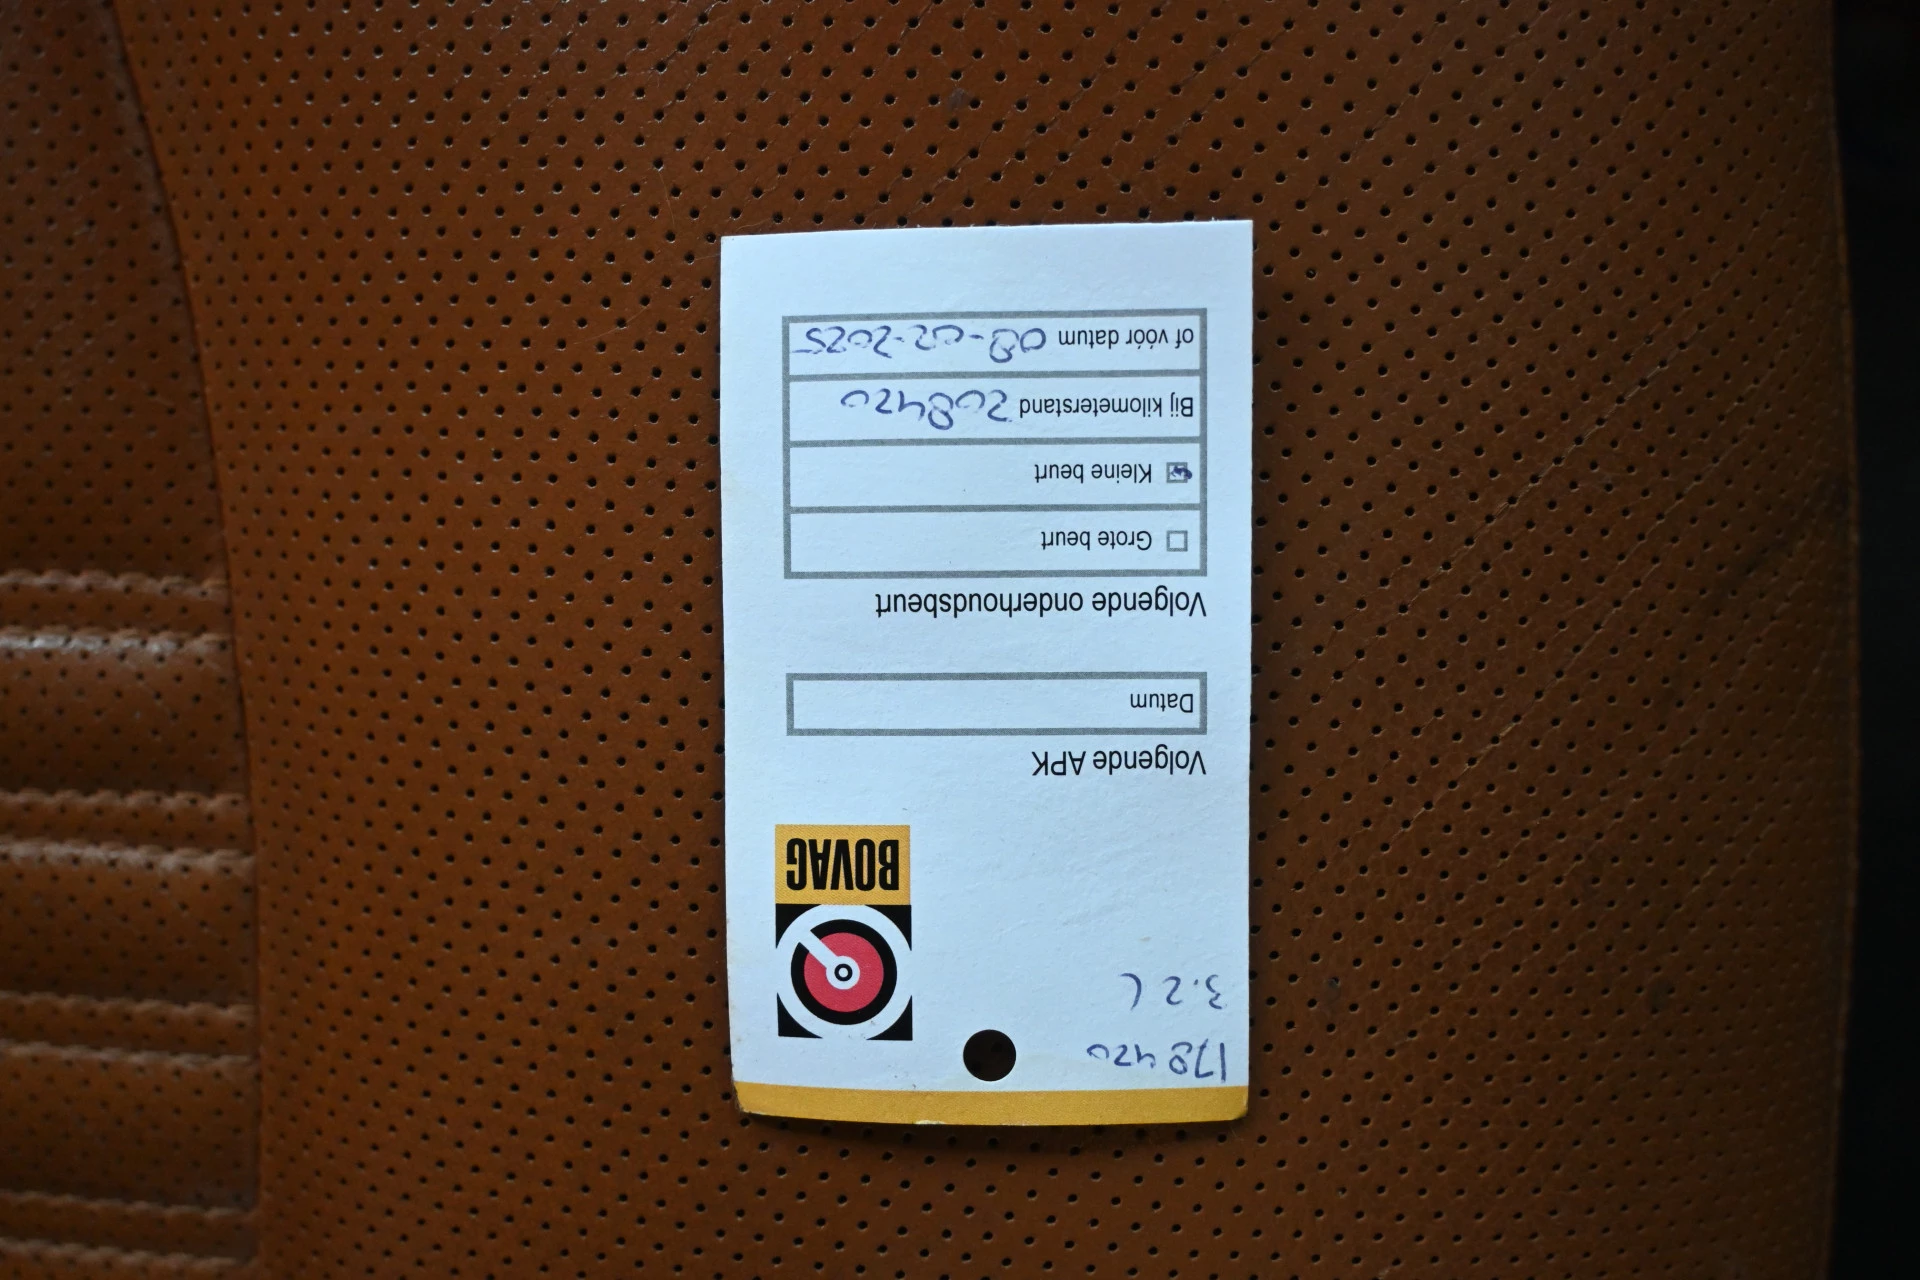 178420
3.2 L
BOVAG
Volgende APK
Datum
Volgende onderhoudsbeurt
Grote beurt
Kleine beurt
Bij kilometerstand 208420
of vóór datum 08-02-2025